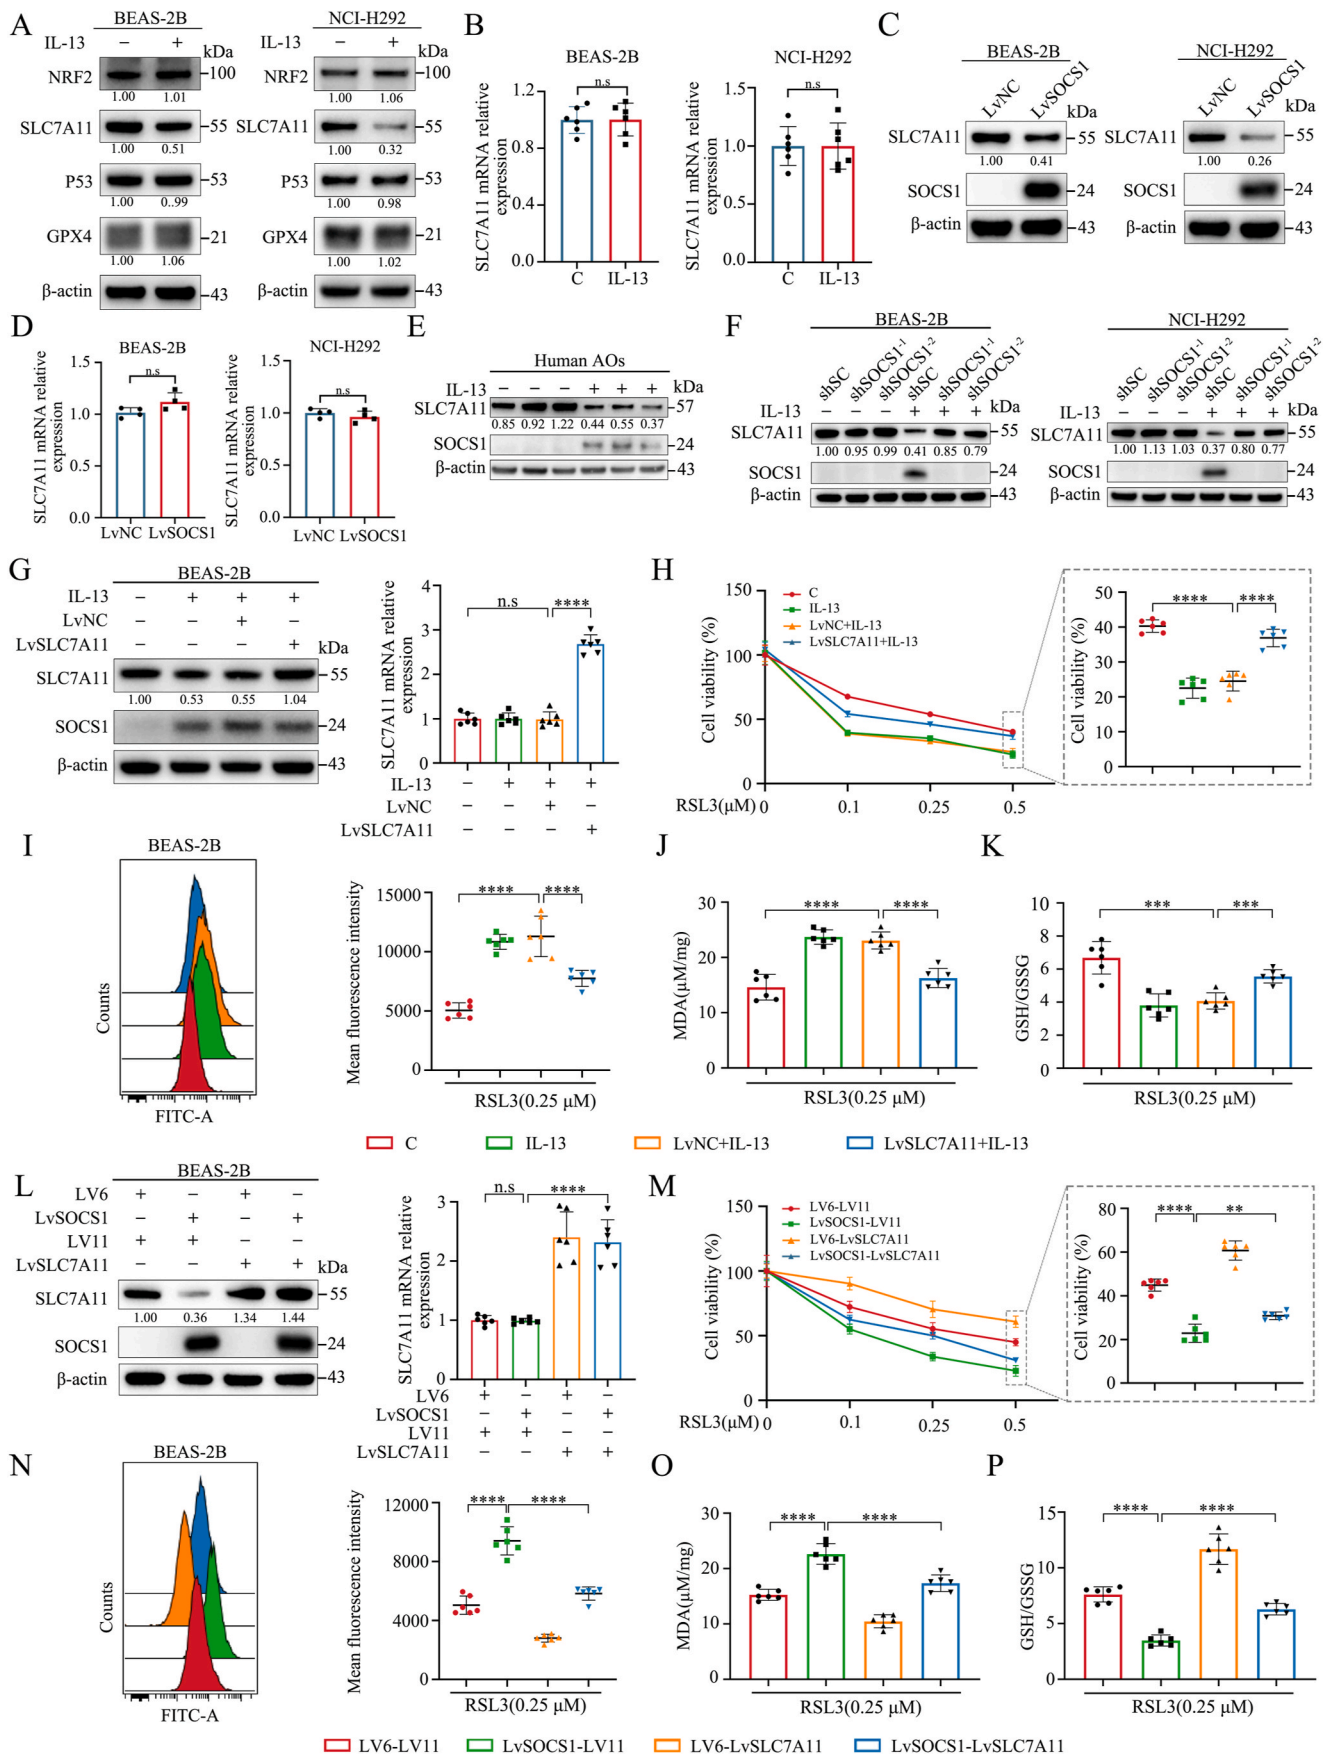 A
BEAS-2B
NCI-H292
IL-13 − + kDa
IL-13 − + kDa
NRF2 -100
1.00 1.01
NRF2 -100
1.00 1.06
SLC7A11 -55
1.00 0.51
SLC7A11 -55
1.00 0.32
P53 -53
1.00 0..99
P53 -53
1.00 0.98
GPX4 -21
1.00 1.06
GPX4 -21
1.00 1.02
β-actin -43
β-actin -43
B
BEAS-2B
n.s
SLC7A11 mRNA relative
expression
1.2
0.8
0.4
0.0
C IL-13
NCI-H292
n.s
SLC7A11 mRNA relative
expression
1.5
1.0
0.5
0.0
C IL-13
C
BEAS-2B
LvNC LvSOCS1 kDa
SLC7A11 -55
1.00 0.41
SOCS1 -24
β-actin -43
NCI-H292
LvNC LvSOCS1 kDa
SLC7A11 -55
1.00 0.26
SOCS1 -24
β-actin -43
D
BEAS-2B
n.s
SLC7A11 mRNA relative
expression
1.5
1.0
0.5
0.0
LvNC LvSOCS1
NCI-H292
n.s
SLC7A11 mRNA relative
expression
1.5
1.0
0.5
0.0
LvNC LvSOCS1
E
Human AOs
IL-13 − − − + + + kDa
SLC7A11 -57
0.85 0.92 1.22 0.44 0.55 0.37
SOCS1 -24
β-actin -43
F
BEAS-2B
shSC shSOCS1-1 shSOCS1-2 shSC shSOCS1-1 shSOCS1-2
IL-13 − − − + + + kDa
SLC7A11 -55
1.00 0.95 0.99 0.41 0.85 0.79
SOCS1 -24
β-actin -43
NCI-H292
shSC shSOCS1-1 shSOCS1-2 shSC shSOCS1-1 shSOCS1-2
IL-13 − − − + + + kDa
SLC7A11 -55
1.00 1.13 1.03 0.37 0.80 0.77
SOCS1 -24
β-actin -43
G
BEAS-2B
IL-13 − + + +
LvNC − − + −
LvSLC7A11 − − − + kDa
SLC7A11 -55
1.00 0.53 0.55 1.04
SOCS1 -24
β-actin -43
n.s ****
SLC7A11 mRNA relative
expression
4
3
2
1
0
IL-13 − + + +
LvNC − − + −
LvSLC7A11 − − − +
H
Cell viability (%)
150
100
50
0
C
IL-13
LvNC+IL-13
LvSLC7A11+IL-13
RSL3(μM) 0 0.1 0.25 0.5
Cell viability (%)
50
40
30
20
10
0
**** ****
I
BEAS-2B
Counts
FITC-A
Mean fluorescence intensity
15000
10000
5000
0
**** ****
RSL3(0.25 μM)
J
MDA(μM/mg)
30
20
10
0
**** ****
RSL3(0.25 μM)
K
GSH/GSSG
10
8
6
4
2
0
*** ***
RSL3(0.25 μM)
C IL-13 LvNC+IL-13 LvSLC7A11+IL-13
L
BEAS-2B
LV6 + − + −
LvSOCS1 − + − +
LV11 + + − −
LvSLC7A11 − − + + kDa
SLC7A11 -55
1.00 0.36 1.34 1.44
SOCS1 -24
β-actin -43
n.s ****
SLC7A11 mRNA relative
expression
3
2
1
0
LV6 + − + −
LvSOCS1 − + − +
LV11 + + − −
LvSLC7A11 − − + +
M
Cell viability (%)
150
100
50
0
LV6-LV11
LvSOCS1-LV11
LV6-LvSLC7A11
LvSOCS1-LvSLC7A11
RSL3(μM) 0 0.1 0.25 0.5
Cell viability (%)
80
60
40
20
0
**** **
N
BEAS-2B
Counts
FITC-A
Mean fluorescence intensity
12000
8000
4000
0
**** ****
RSL3(0.25 μM)
O
MDA(μM/mg)
30
20
10
0
**** ****
RSL3(0.25 μM)
P
GSH/GSSG
15
10
5
0
**** ****
RSL3(0.25 μM)
LV6-LV11 LvSOCS1-LV11 LV6-LvSLC7A11 LvSOCS1-LvSLC7A11